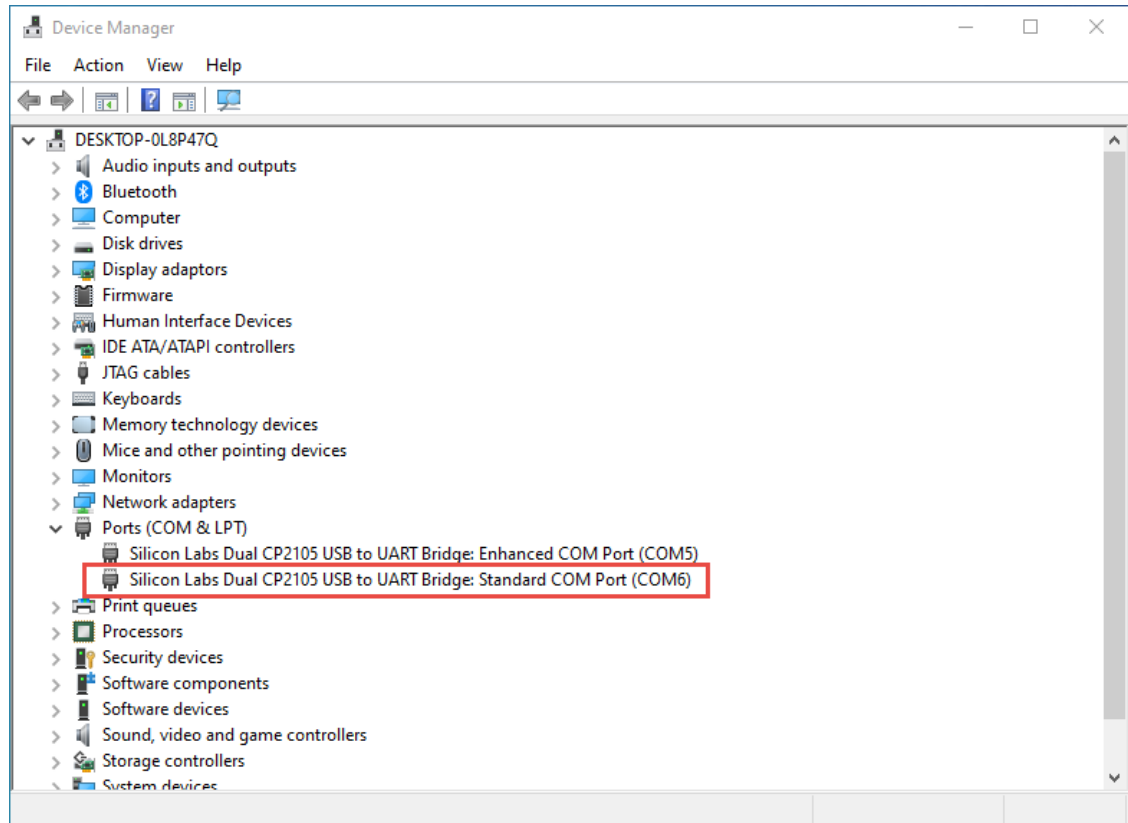 Device Manager
File Action View Help
DESKTOP-0L8P47Q
Audio inputs and outputs
Bluetooth
Computer
Disk drives
Display adaptors
Firmware
Human Interface Devices
IDE ATA/ATAPI controllers
JTAG cables
Keyboards
Memory technology devices
Mice and other pointing devices
Monitors
Network adapters
Ports (COM & LPT)
Silicon Labs Dual CP2105 USB to UART Bridge: Enhanced COM Port (COM5)
Silicon Labs Dual CP2105 USB to UART Bridge: Standard COM Port (COM6)
Print queues
Processors
Security devices
Software components
Software devices
Sound, video and game controllers
Storage controllers
System devices